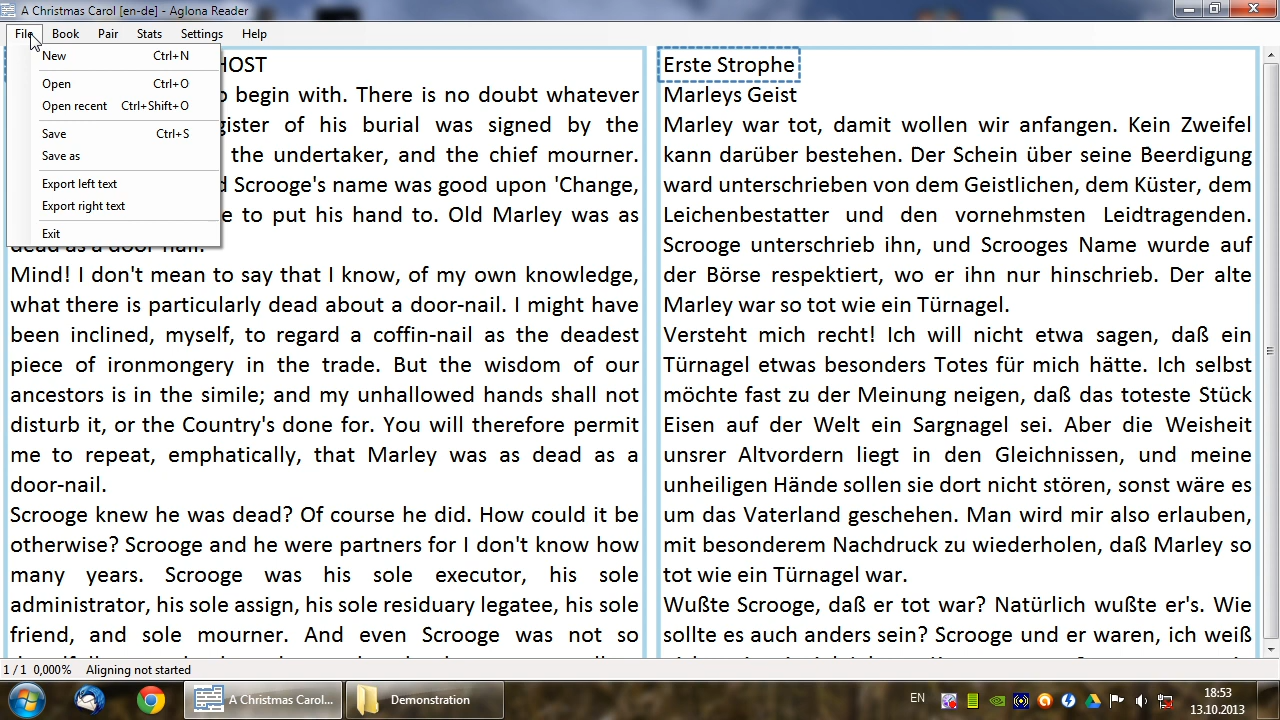 A Christmas Carol [en-de] - Aglona Reader
File Book Pair Stats Settings Help
New Ctrl+N
Open Ctrl+O
Open recent Ctrl+Shift+O
Save Ctrl+S
Save as
Export left text
Export right text
Exit
HOST
begin with. There is no doubt whatever
of his burial was signed by the
the undertaker, and the chief mourner.
Scrooge's name was good upon 'Change,
to put his hand to. Old Marley was as
dead as a door-nail.
Mind! I don't mean to say that I know, of my own knowledge,
what there is particularly dead about a door-nail. I might have
been inclined, myself, to regard a coffin-nail as the deadest
piece of ironmongery in the trade. But the wisdom of our
ancestors is in the simile; and my unhallowed hands shall not
disturb it, or the Country's done for. You will therefore permit
me to repeat, emphatically, that Marley was as dead as a
door-nail.
Scrooge knew he was dead? Of course he did. How could it be
otherwise? Scrooge and he were partners for I don't know how
many years. Scrooge was his sole executor, his sole
administrator, his sole assign, his sole residuary legatee, his sole
friend, and sole mourner. And even Scrooge was not so
Erste Strophe
Marleys Geist
Marley war tot, damit wollen wir anfangen. Kein Zweifel
kann darüber bestehen. Der Schein über seine Beerdigung
ward unterschrieben von dem Geistlichen, dem Küster, dem
Leichenbestatter und den vornehmsten Leidtragenden.
Scrooge unterschrieb ihn, und Scrooges Name wurde auf
der Börse respektiert, wo er ihn nur hinschrieb. Der alte
Marley war so tot wie ein Türnagel.
Versteht mich recht! Ich will nicht etwa sagen, daß ein
Türnagel etwas besonders Totes für mich hätte. Ich selbst
möchte fast zu der Meinung neigen, daß das toteste Stück
Eisen auf der Welt ein Sargnagel sei. Aber die Weisheit
unsrer Altvordern liegt in den Gleichnissen, und meine
unheiligen Hände sollen sie dort nicht stören, sonst wäre es
um das Vaterland geschehen. Man wird mir also erlauben,
mit besonderem Nachdruck zu wiederholen, daß Marley so
tot wie ein Türnagel war.
Wußte Scrooge, daß er tot war? Natürlich wußte er's. Wie
sollte es auch anders sein? Scrooge und er waren, ich weiß
1 / 1 0,000% Aligning not started
A Christmas Carol... Demonstration EN 18:53
13.10.2013